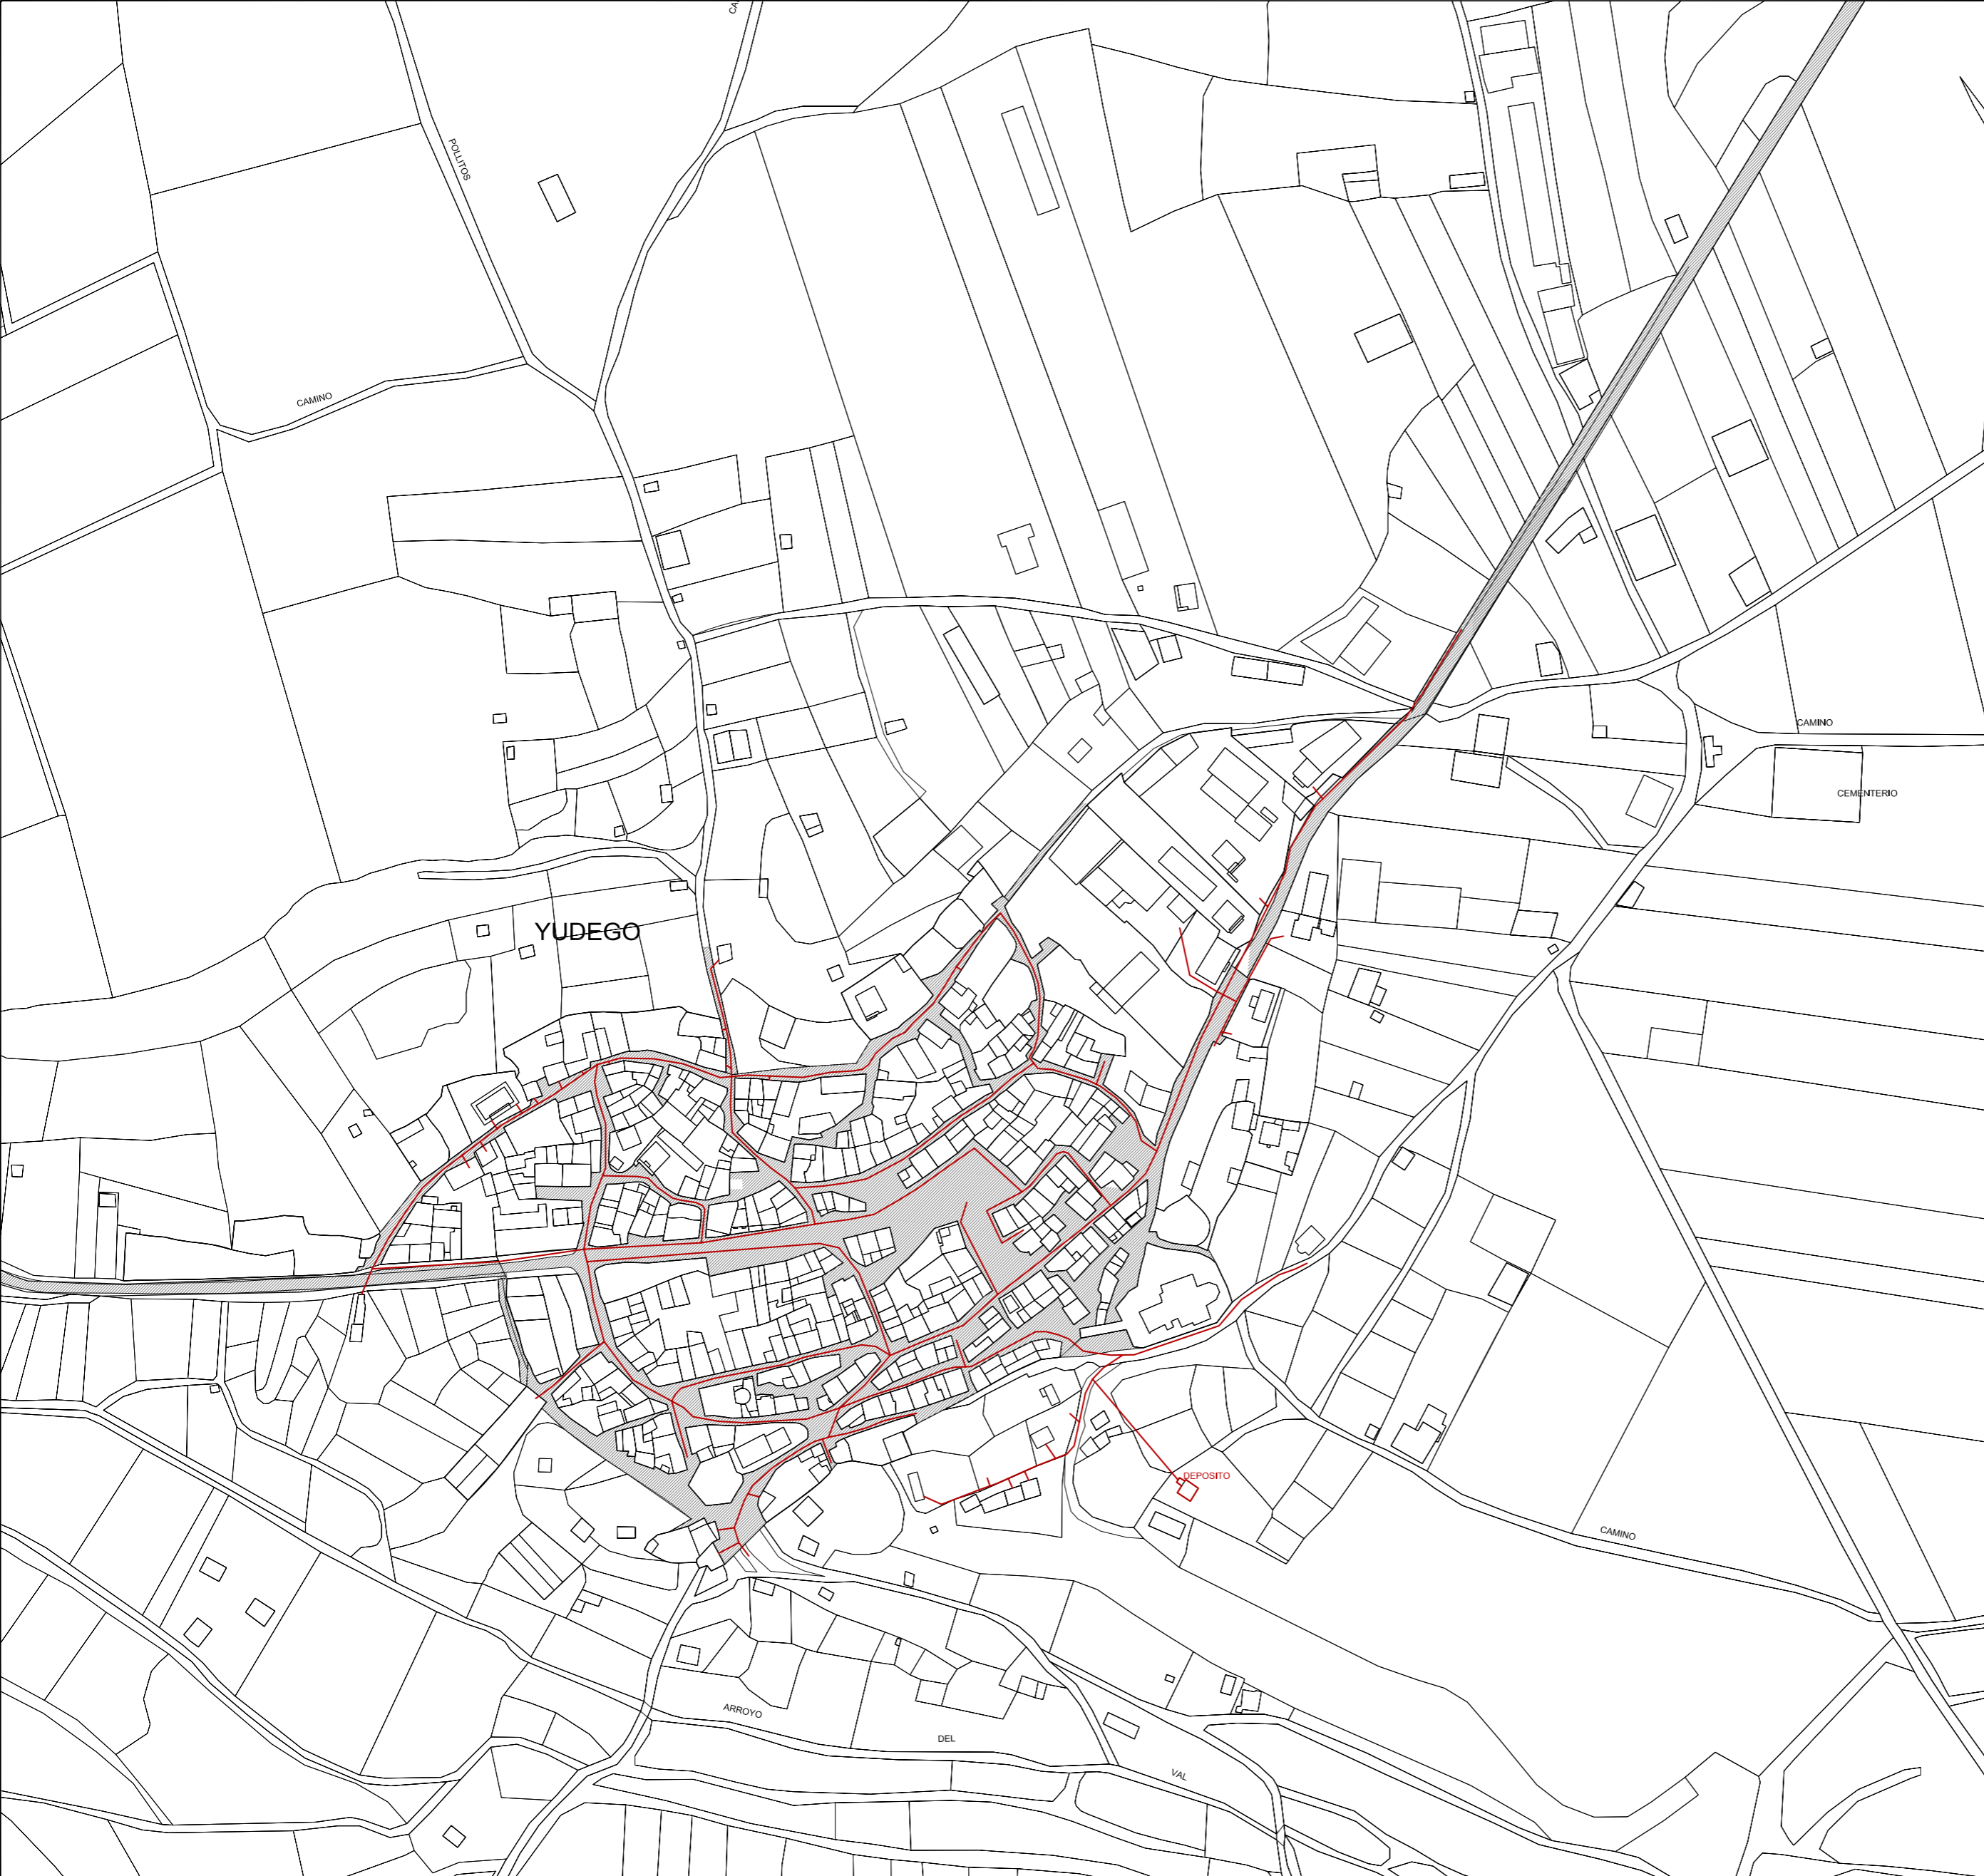 POLLITOS
CAMINO
CAMINO
CEMENTERIO
YUDEGO
DEPOSITO
CAMINO
ARROYO
DEL
VAL